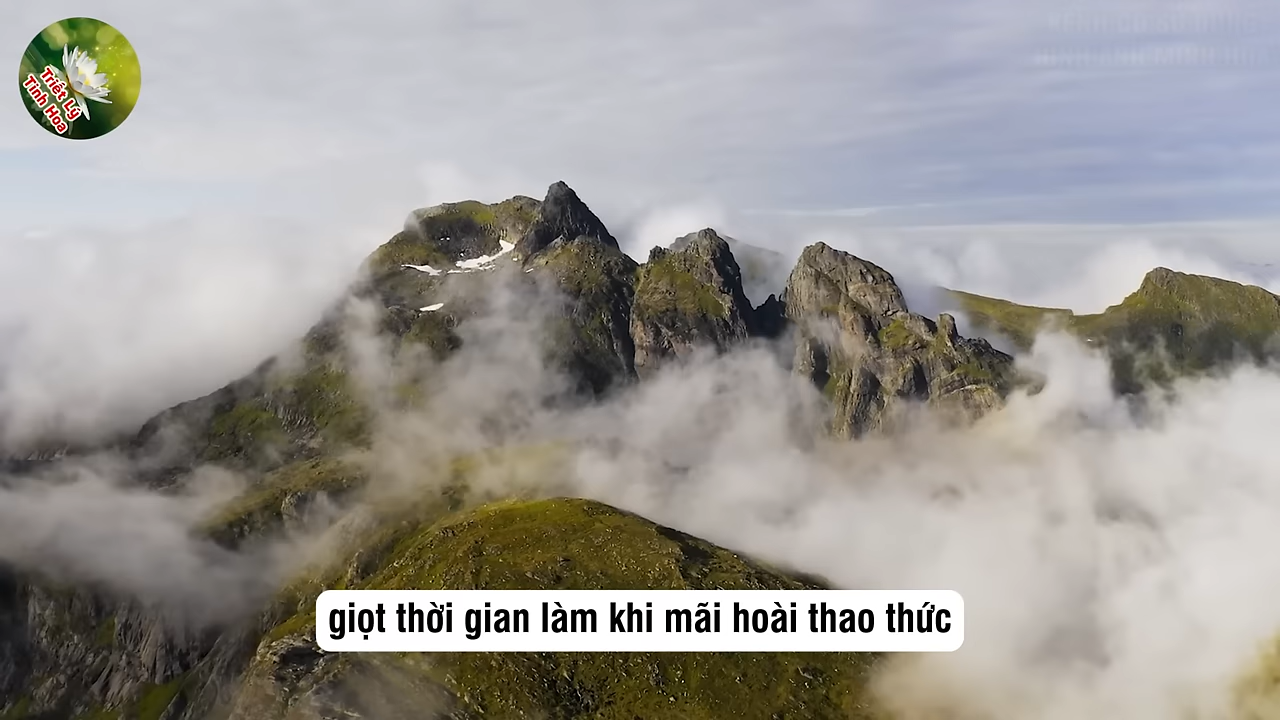 Triết Lý
Tinh Hoa
giọt thời gian làm khi mãi hoài thao thức